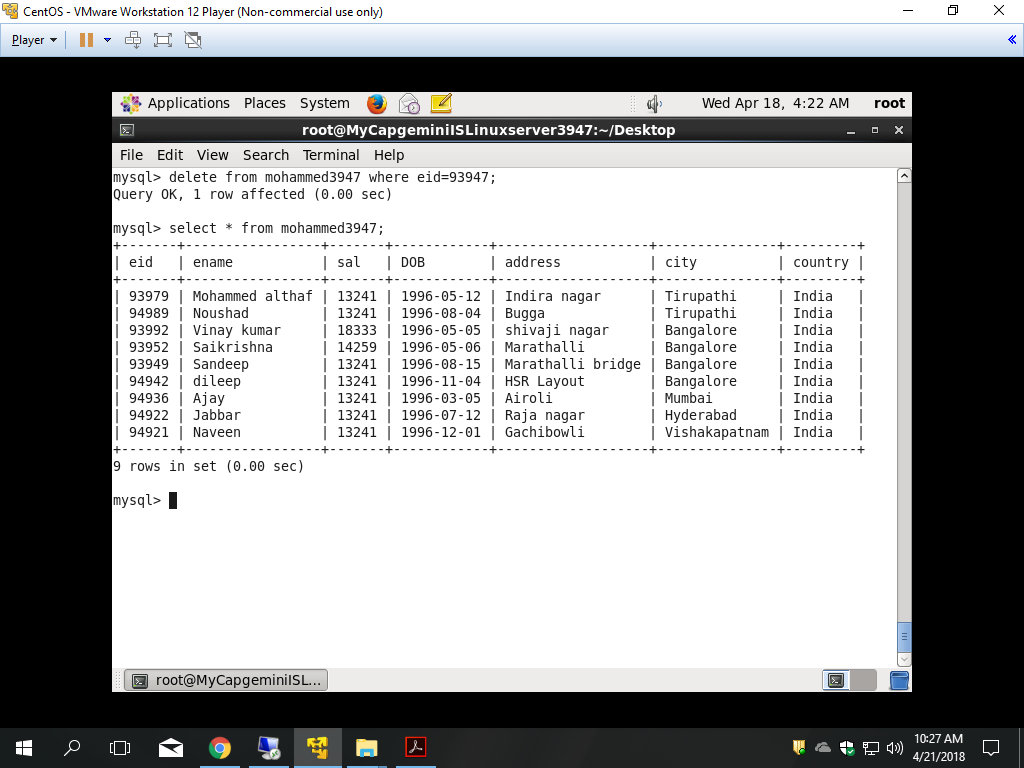 CentOS - VMware Workstation 12 Player (Non-commercial use only)
Player
Applications Places System Wed Apr 18, 4:22 AM root
root@MyCapgeminiISLinuxserver3947:~/Desktop
File Edit View Search Terminal Help
mysql> delete from mohammed3947 where eid=93947;
Query OK, 1 row affected (0.00 sec)
mysql> select * from mohammed3947;
+-------+-----------------+-------+------------+-------------------+--------------+---------+
| eid   | ename           | sal   | DOB        | address           | city         | country |
+-------+-----------------+-------+------------+-------------------+--------------+---------+
| 93979 | Mohammed althaf | 13241 | 1996-05-12 | Indira nagar      | Tirupathi    | India   |
| 94989 | Noushad         | 13241 | 1996-08-04 | Bugga             | Tirupathi    | India   |
| 93992 | Vinay kumar     | 18333 | 1996-05-05 | shivaji nagar     | Bangalore    | India   |
| 93952 | Saikrishna      | 14259 | 1996-05-06 | Marathalli        | Bangalore    | India   |
| 93949 | Sandeep         | 13241 | 1996-08-15 | Marathalli bridge | Bangalore    | India   |
| 94942 | dileep          | 13241 | 1996-11-04 | HSR Layout        | Bangalore    | India   |
| 94936 | Ajay            | 13241 | 1996-03-05 | Airoli            | Mumbai       | India   |
| 94922 | Jabbar          | 13241 | 1996-07-12 | Raja nagar        | Hyderabad    | India   |
| 94921 | Naveen          | 13241 | 1996-12-01 | Gachibowli        | Vishakapatnam | India   |
+-------+-----------------+-------+------------+-------------------+--------------+---------+
9 rows in set (0.00 sec)
mysql>
root@MyCapgeminiISL...
10:27 AM
4/21/2018